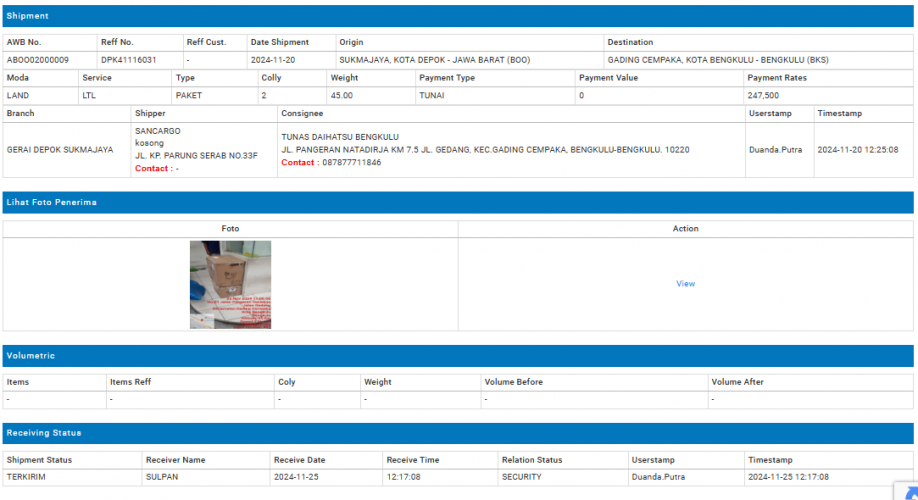 Shipment
AWB No. Reff No. Reff Cust. Date Shipment Origin Destination
ABO002000009 DPK41116031 - 2024-11-20 SUKMAJAYA, KOTA DEPOK - JAWA BARAT (BOO) GADING CEMPAKA, KOTA BENGKULU - BENGKULU (BKS)
Moda Service Type Colly Weight Payment Type Payment Value Payment Rates
LAND LTL PAKET 2 45.00 TUNAI 0 247,500
Branch Shipper Consignee Userstamp Timestamp
GERAI DEPOK SUKMAJAYA
SANCARGO
kosong
JL. KP. PARUNG SERAB NO.33F
Contact : -
TUNAS DAIHATSU BENGKULU
JL. PANGERAN NATADIRJA KM 7.5 JL. GEDANG, KEC.GADING CEMPAKA, BENGKULU-BENGKULU. 10220
Contact : 087877711846
Duanda.Putra
2024-11-20 12:25:08
Lihat Foto Penerima
Foto Action
View
Volumetric
Items Items Reff Coly Weight Volume Before Volume After
- - - - - -
Receiving Status
Shipment Status Receiver Name Receive Date Receive Time Relation Status Userstamp Timestamp
TERKIRIM SULPAN 2024-11-25 12:17:08 SECURITY Duanda.Putra 2024-11-25 12:17:08